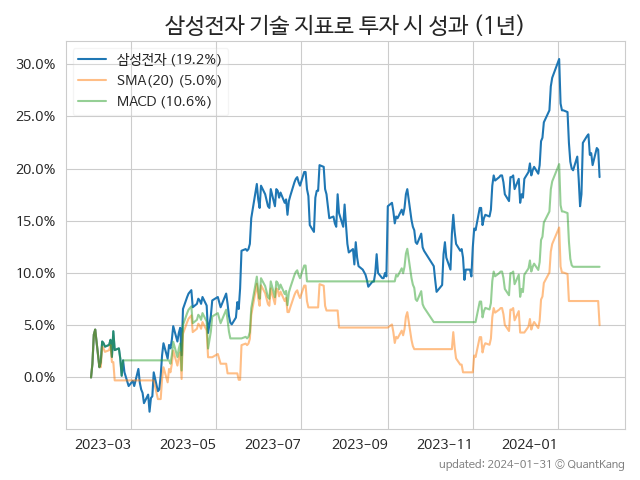 삼성전자 기술 지표로 투자 시 성과 (1년)
삼성전자 (19.2%)
SMA(20) (5.0%)
MACD (10.6%)
30.0%
25.0%
20.0%
15.0%
10.0%
5.0%
0.0%
2023-03 2023-05 2023-07 2023-09 2023-11 2024-01
updated: 2024-01-31 © QuantKang